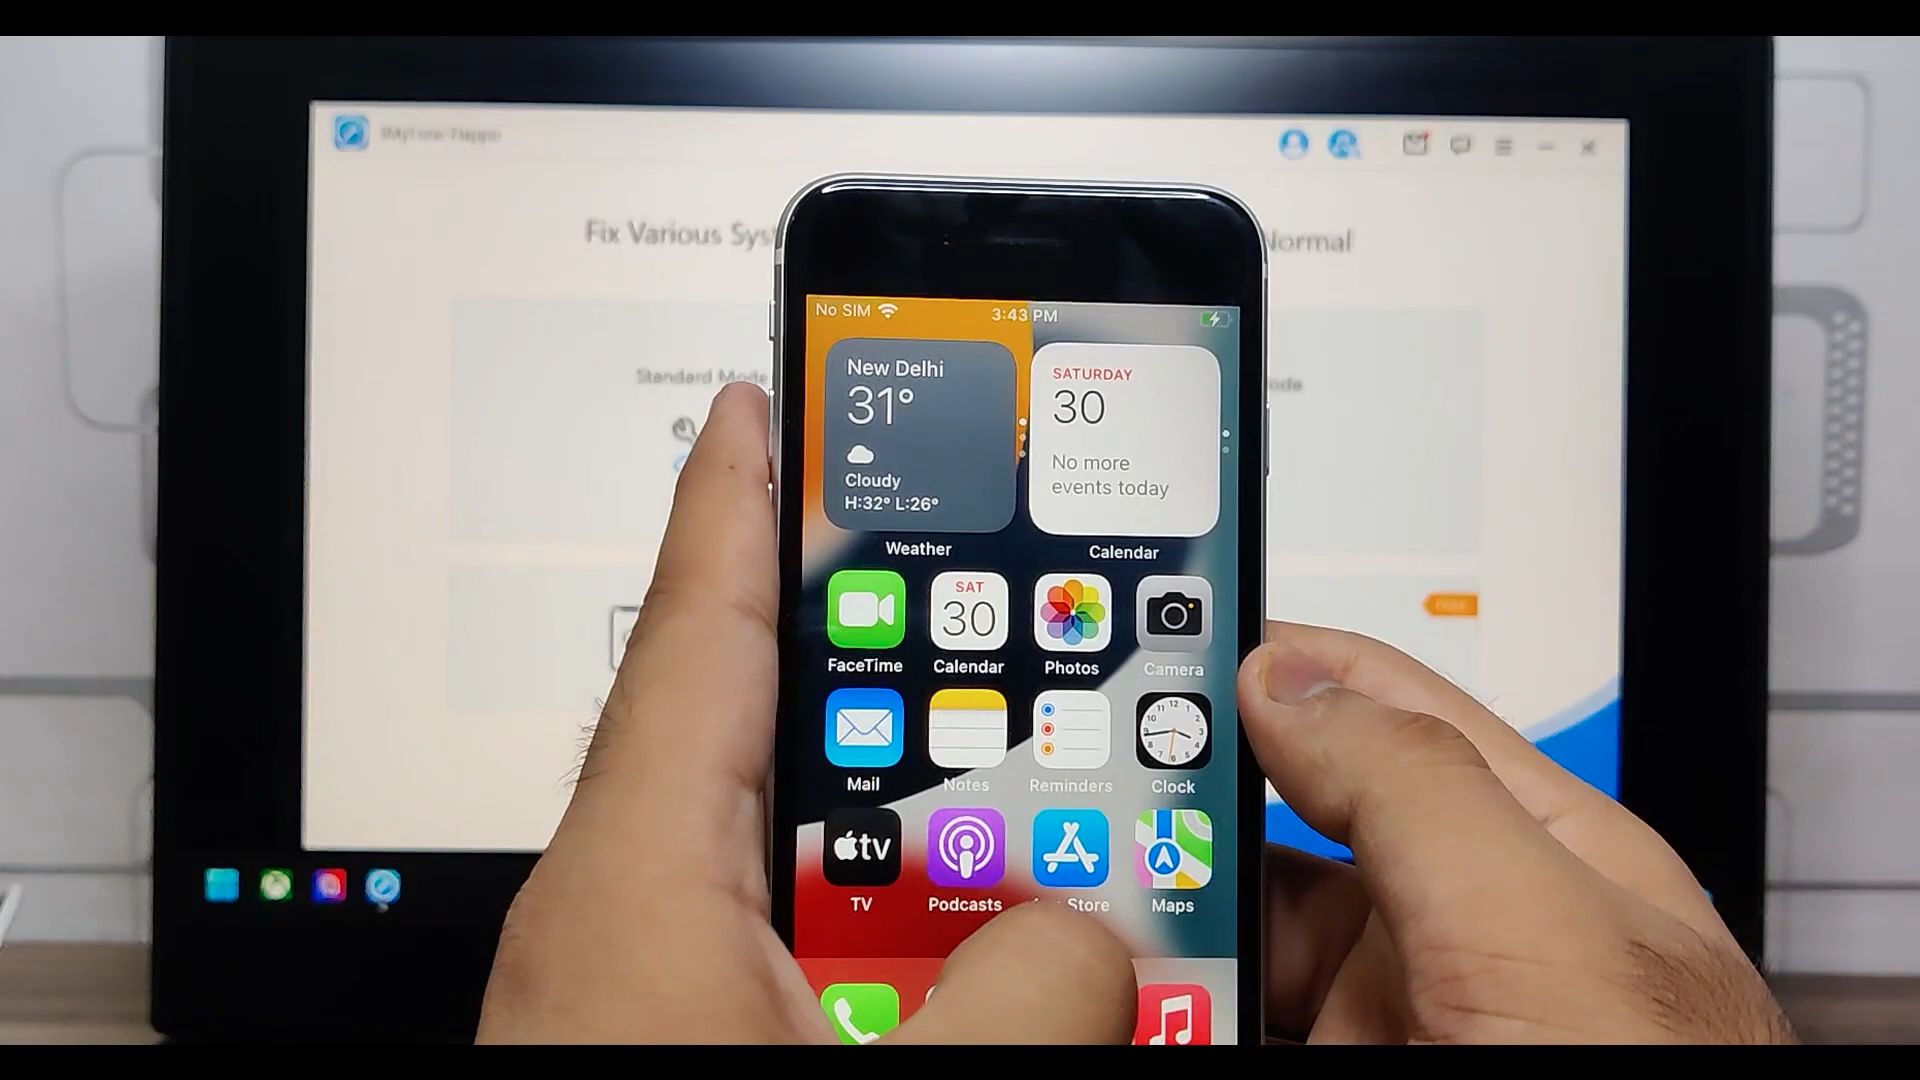 Fix Various Sys
Normal
Standard Mode
ode
No SIM
3:43 PM
New Delhi
31°
Cloudy
H:32° L:26°
Weather
SATURDAY
30
No more
events today
Calendar
FaceTime
SAT
30
Calendar
Photos
Camera
Mail
Notes
Reminders
12
Clock
tv
TV
Podcasts
Store
Maps